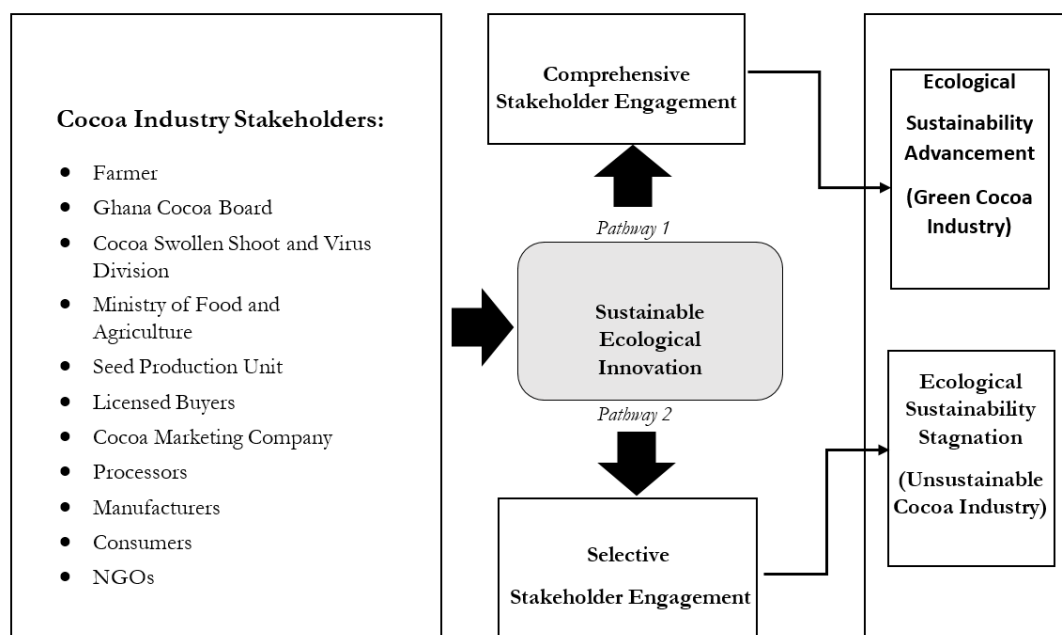 Cocoa Industry Stakeholders:
• Farmer
• Ghana Cocoa Board
• Cocoa Swollen Shoot and Virus
Division
• Ministry of Food and
Agriculture
• Seed Production Unit
• Licensed Buyers
• Cocoa Marketing Company
• Processors
• Manufacturers
• Consumers
• NGOs
Comprehensive
Stakeholder Engagement
Pathway 1
Sustainable
Ecological
Innovation
Pathway 2
Selective
Stakeholder Engagement
Ecological
Sustainability
Advancement
(Green Cocoa
Industry)
Ecological
Sustainability
Stagnation
(Unsustainable
Cocoa Industry)